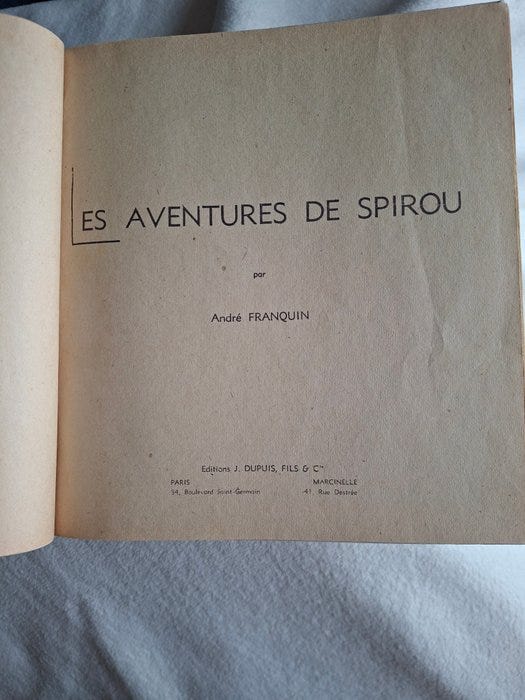 LES AVENTURES DE SPIROU
par
André FRANQUIN
Editions J. DUPUIS, FILS & Cie
PARIS MARCINELLE
94, Boulevard Saint-Germain 41, Rue Destrée